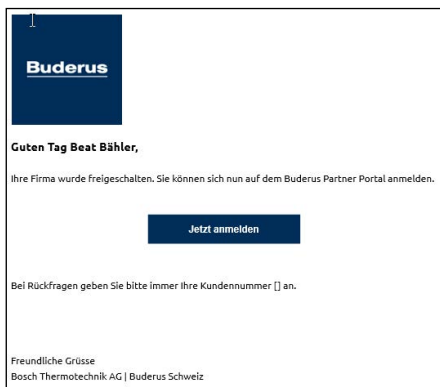 Buderus
Guten Tag Beat Bähler,
Ihre Firma wurde freigeschalten. Sie können sich nun auf dem Buderus Partner Portal anmelden.
Jetzt anmelden
Bei Rückfragen geben Sie bitte immer Ihre Kundennummer [] an.
Freundliche Grüsse
Bosch Thermotechnik AG | Buderus Schweiz